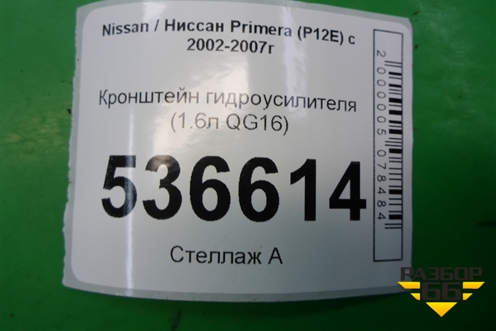 Nissan / Ниссан Primera (P12E) с
2002-2007г
Кронштейн гидроусилителя
(1.6л QG16)
536614
Стеллаж А
2000005078484
РАЗБОР
66